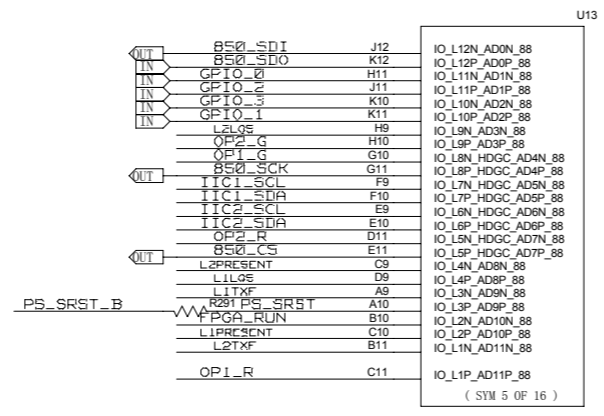 U13
OUT 850_SDI J12 IO_L12N_AD0N_88
IN 850_SDO K12 IO_L12P_AD0P_88
IN GPIO_0 H11 IO_L11N_AD1N_88
IN GPIO_2 J11 IO_L11P_AD1P_88
IN GPIO_3 K10 IO_L10N_AD2N_88
IN GPIO_1 K11 IO_L10P_AD2P_88
L2LOS H9 IO_L9N_AD3N_88
OP2_G H10 IO_L9P_AD3P_88
OP1_G G10 IO_L8N_HDGC_AD4N_88
OUT 850_SCK G11 IO_L8P_HDGC_AD4P_88
IIC1_SCL F9 IO_L7N_HDGC_AD5N_88
IIC1_SDA F10 IO_L7P_HDGC_AD5P_88
IIC2_SCL E9 IO_L6N_HDGC_AD6N_88
IIC2_SDA E10 IO_L6P_HDGC_AD6P_88
OP2_R D11 IO_L5N_HDGC_AD7N_88
OUT 850_CS E11 IO_L5P_HDGC_AD7P_88
L2PRESENT C9 IO_L4N_AD8N_88
L1LOS D9 IO_L4P_AD8P_88
L1TXF A9 IO_L3N_AD9N_88
PS_SRST_B R291 PS_SRST A10 IO_L3P_AD9P_88
FPGA_RUN B10 IO_L2N_AD10N_88
L1PRESENT C10 IO_L2P_AD10P_88
L2TXF B11 IO_L1N_AD11N_88
OP1_R C11 IO_L1P_AD11P_88
( SYM 5 OF 16 )